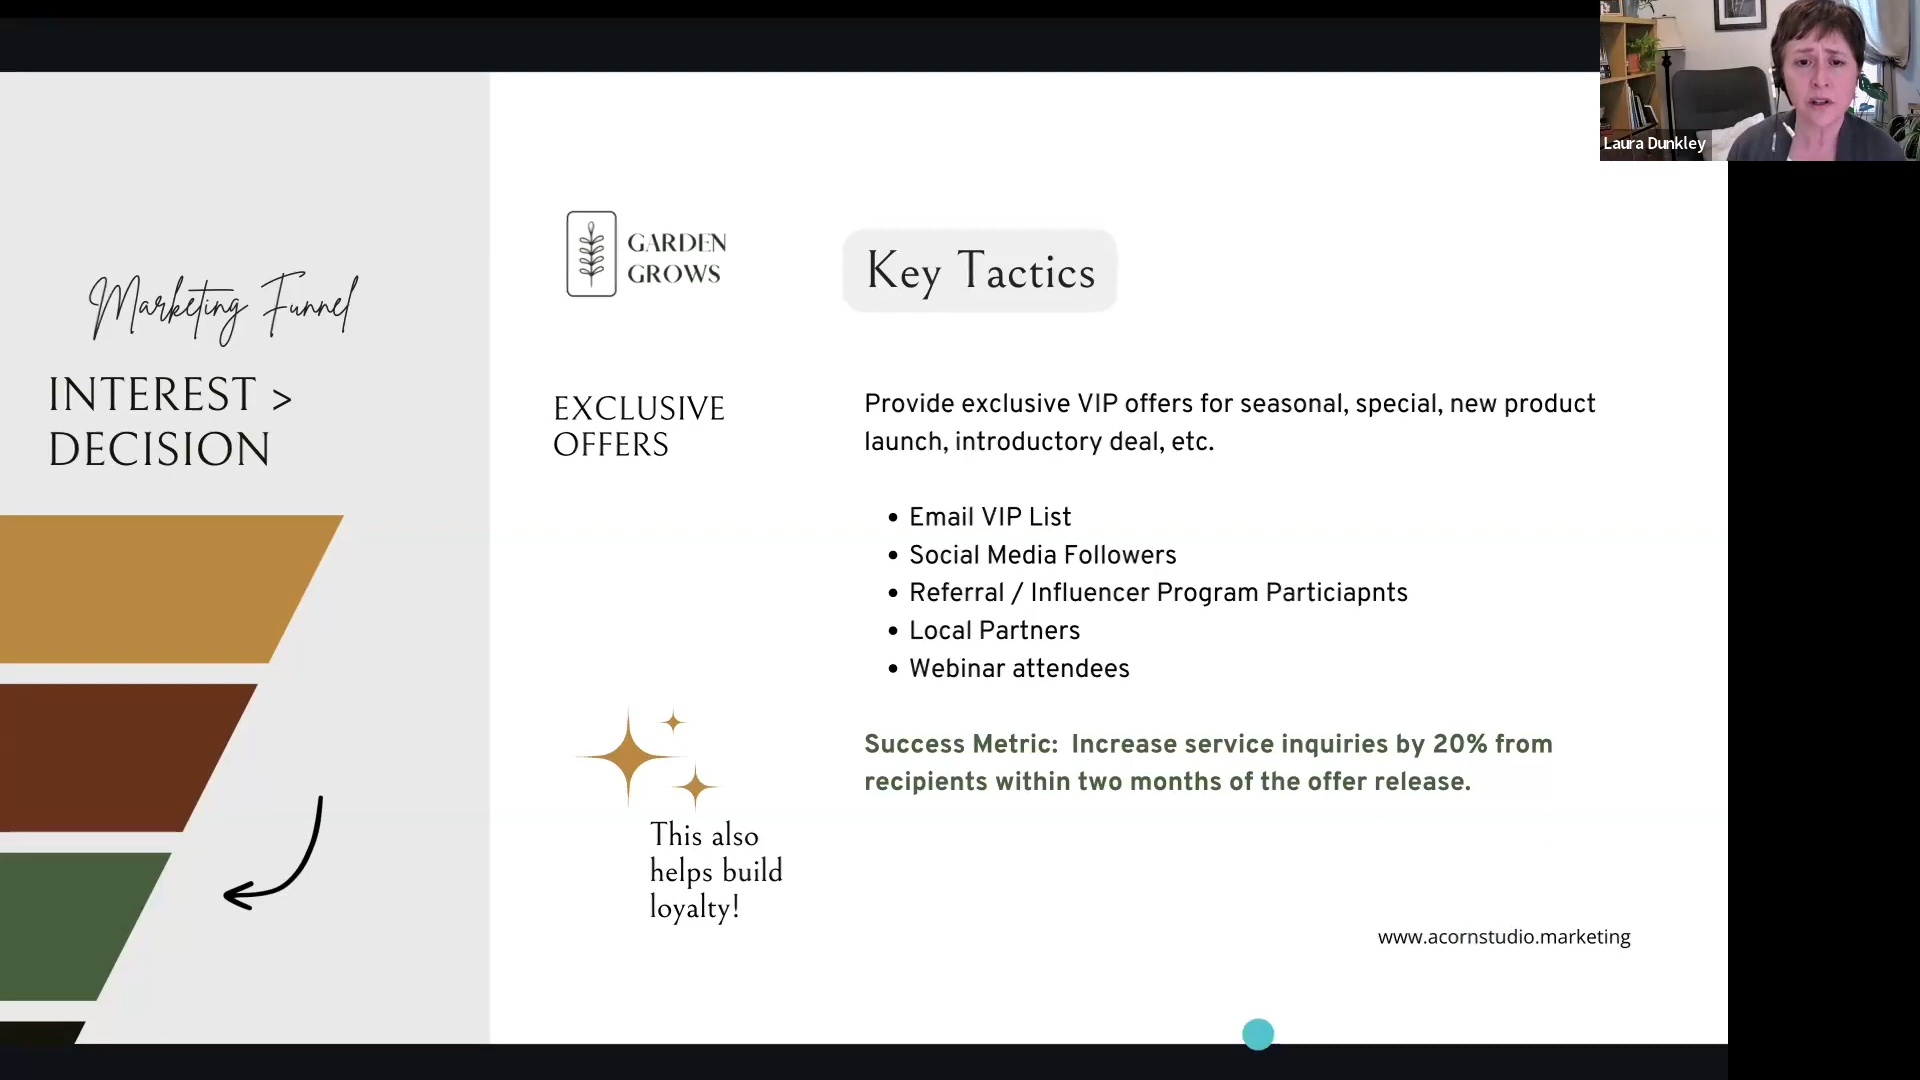 Laura Dunkley
Marketing Funnel
INTEREST >
DECISION
GARDEN
GROWS
Key Tactics
EXCLUSIVE
OFFERS
Provide exclusive VIP offers for seasonal, special, new product
launch, introductory deal, etc.
• Email VIP List
• Social Media Followers
• Referral / Influencer Program Particiapnts
• Local Partners
• Webinar attendees
Success Metric: Increase service inquiries by 20% from
recipients within two months of the offer release.
This also
helps build
loyalty!
www.acornstudio.marketing